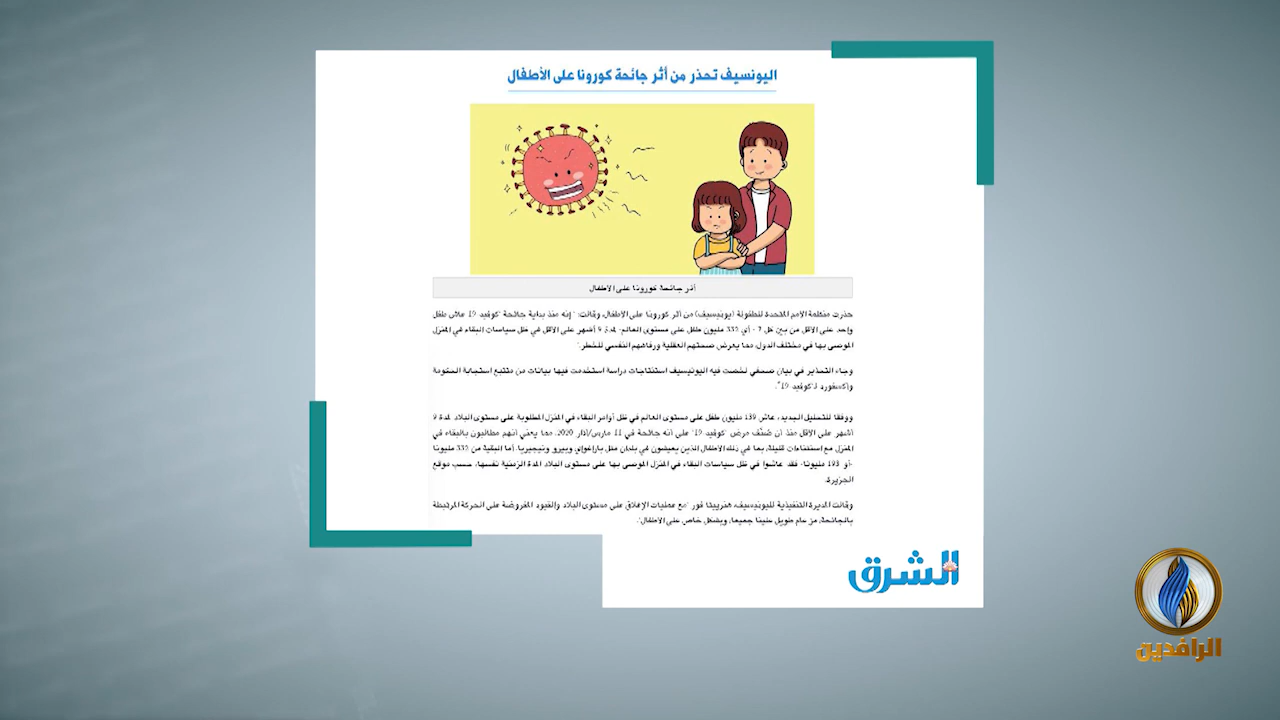 اليونسيف تحذر من أثر جائحة كورونا على الأطفال
أثر جائحة كورونا على الأطفال
حذرت منظمة الأمم المتحدة للطفولة (يونيسيف) من أثر كورونا على الأطفال، وقالت: "إنه منذ بداية جائحة "كوفيد-19 عاش طفل
واحد على الأقل من بين كل 7 - أي 332 مليون طفل على مستوى العالم- لمدة 9 أشهر على الأقل في ظل سياسات البقاء في المنزل
الموصى بها في مختلف الدول، مما يعرض صحتهم العقلية ورفاههم النفسي للخطر."
وجاء التحذير في بيان صحفي لخصت فيه اليونيسيف استنتاجات دراسة استخدمت فيها بيانات من متتبع استجابة الحكومة
وأكسفورد لـ"كوفيد-19".
ووفقا للتحليل الجديد، عاش 139 مليون طفل على مستوى العالم في ظل أوامر البقاء في المنزل المطلوبة على مستوى البلاد لمدة 9
أشهر على الأقل منذ أن صُنِّف مرض "كوفيد-19" على أنه جائحة في 11 مارس/آذار 2020، مما يعني أنهم مطالبون بالبقاء في
المنزل مع استثناءات قليلة، بما في ذلك الأطفال الذين يعيشون في بلدان مثل باراغواي وبيرو ونيجيريا. أما البقية من 332 مليونا
-أو 193 مليونا- فقد عاشوا في ظل سياسات البقاء في المنزل الموصى بها على مستوى البلاد المدة الزمنية نفسها، حسب موقع
الجزيرة.
وقالت المديرة التنفيذية لليونيسيف هنرييتا فور "مع عمليات الإغلاق على مستوى البلاد والقيود المفروضة على الحركة المرتبطة
بالجائحة، مر عام طويل علينا جميعا، وبشكل خاص على الأطفال".
الشرق
الرافدين